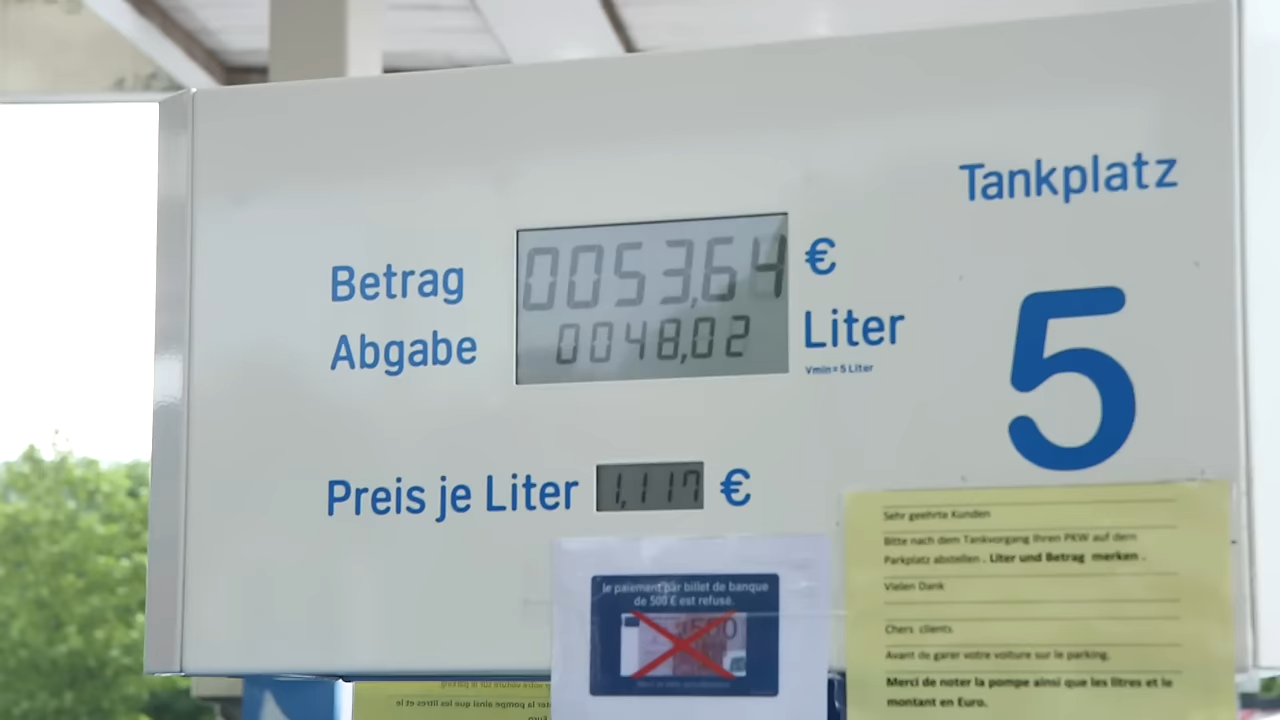 Tankplatz
5
Betrag 0053,64 €
Abgabe 0048,02 Liter
Vmin = 5 Liter
Preis je Liter 1,117 €
le paiement par billet de banque
de 500 € est refusé.
500
Sehr geehrte Kunden
Bitte nach dem Tankvorgang Ihren PKW auf dem
Parkplatz abstellen . Liter und Betrag merken .
Vielen Dank
Chers clients
Avant de garer votre voiture sur le parking,
Merci de noter la pompe ainsi que les litres et le
montant en Euro.